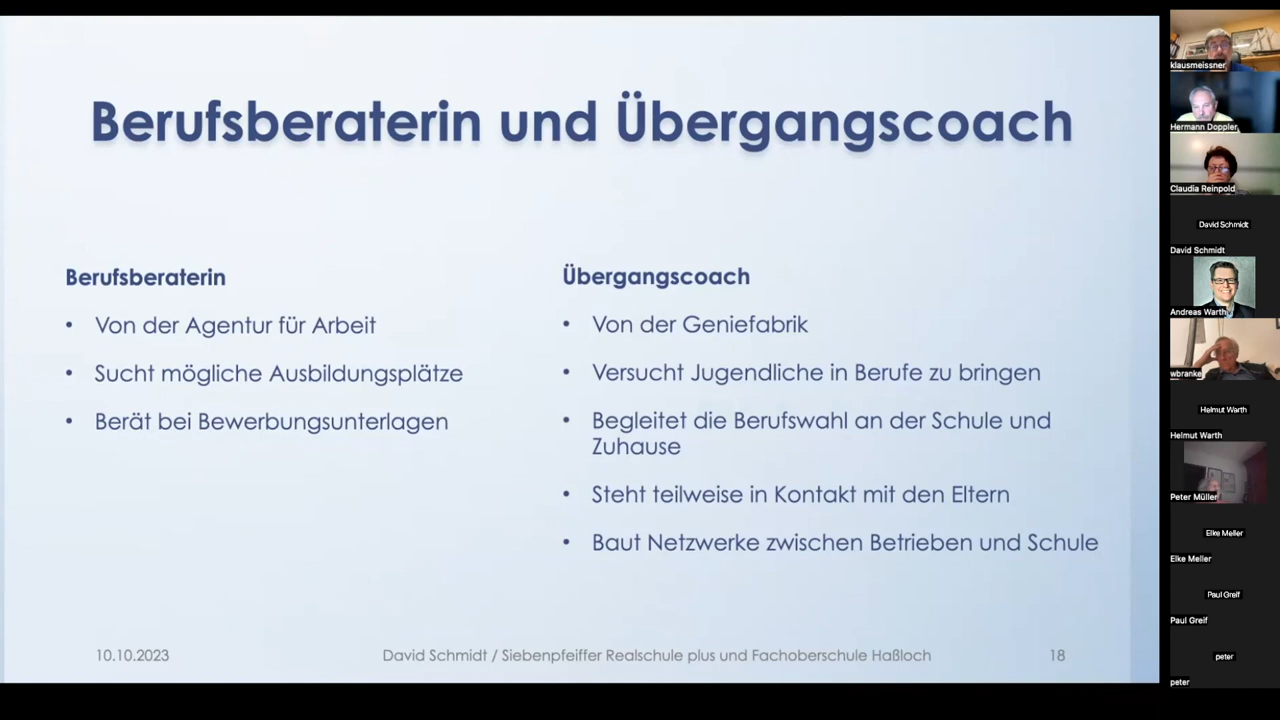 Berufsberaterin und Übergangscoach
Berufsberaterin
• Von der Agentur für Arbeit
• Sucht mögliche Ausbildungsplätze
• Berät bei Bewerbungsunterlagen
Übergangscoach
• Von der Geniefabrik
• Versucht Jugendliche in Berufe zu bringen
• Begleitet die Berufswahl an der Schule und
Zuhause
• Steht teilweise in Kontakt mit den Eltern
• Baut Netzwerke zwischen Betrieben und Schule
10.10.2023
David Schmidt / Siebenpfeiffer Realschule plus und Fachoberschule Haßloch
18
klausmeissner
Hermann Doppler
Claudia Reinpold
David Schmidt
David Schmidt
Andreas Warth
wbranke
Helmut Warth
Helmut Warth
Peter Müller
Elke Meller
Elke Meller
Paul Greif
Paul Greif
peter
peter